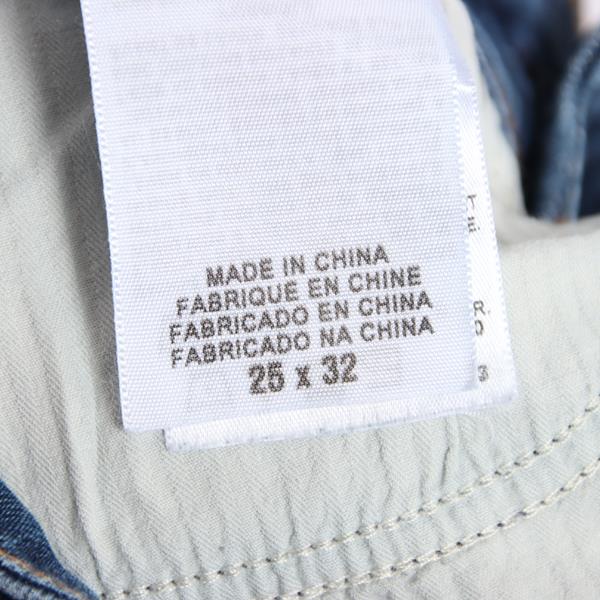 MADE IN CHINA
FABRIQUE EN CHINE
FABRICADO EN CHINA
FABRICADO NA CHINA
25 x 32